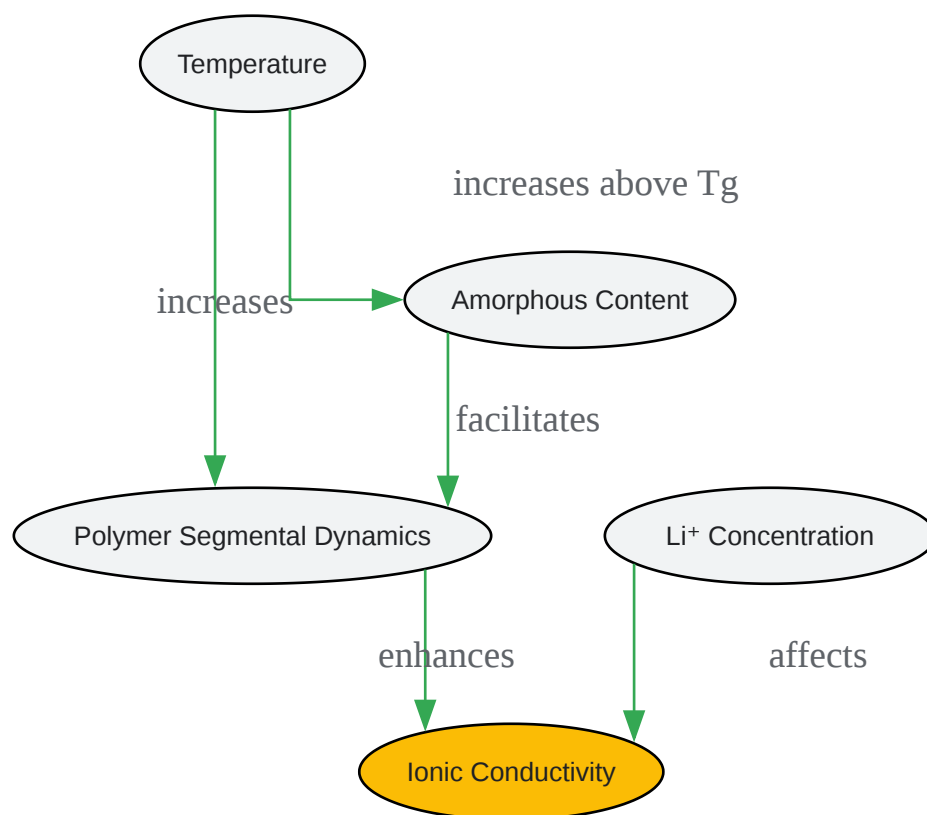 Temperature
increases above Tg
increases
Amorphous Content
facilitates
Polymer Segmental Dynamics
Li⁺ Concentration
enhances
affects
Ionic Conductivity